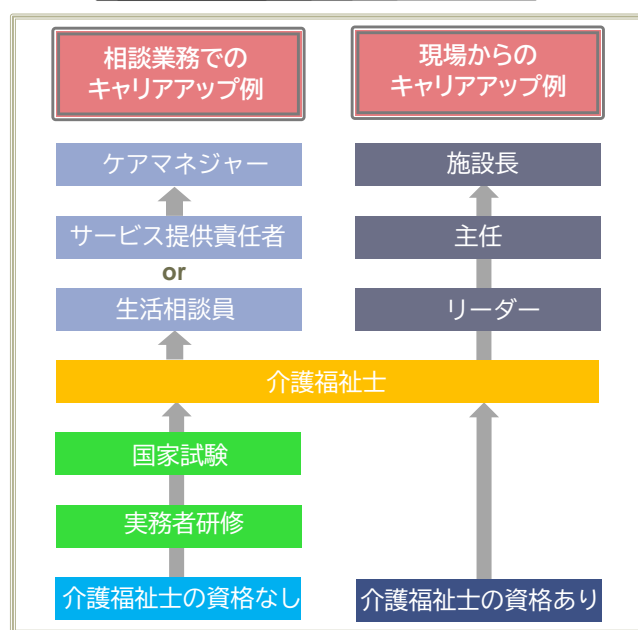 相談業務での
キャリアアップ例
現場からの
キャリアアップ例
ケアマネジャー
施設長
サービス提供責任者
主任
or
生活相談員
リーダー
介護福祉士
国家試験
実務者研修
介護福祉士の資格なし
介護福祉士の資格あり